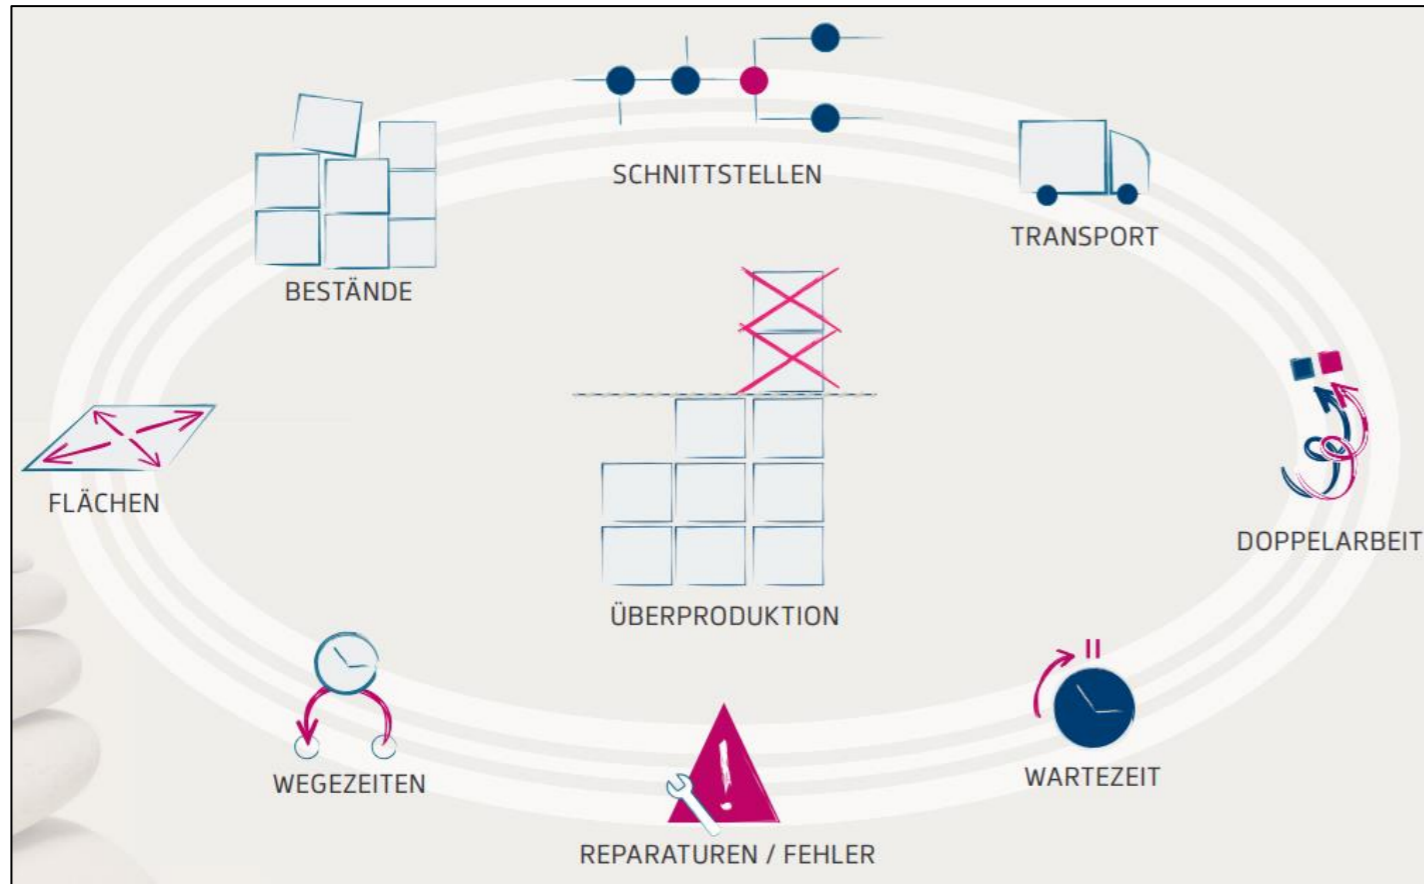 SCHNITTSTELLEN
TRANSPORT
BESTÄNDE
FLÄCHEN
DOPPELARBEIT
ÜBERPRODUKTION
WEGEZEITEN
WARTEZEIT
REPARATUREN / FEHLER